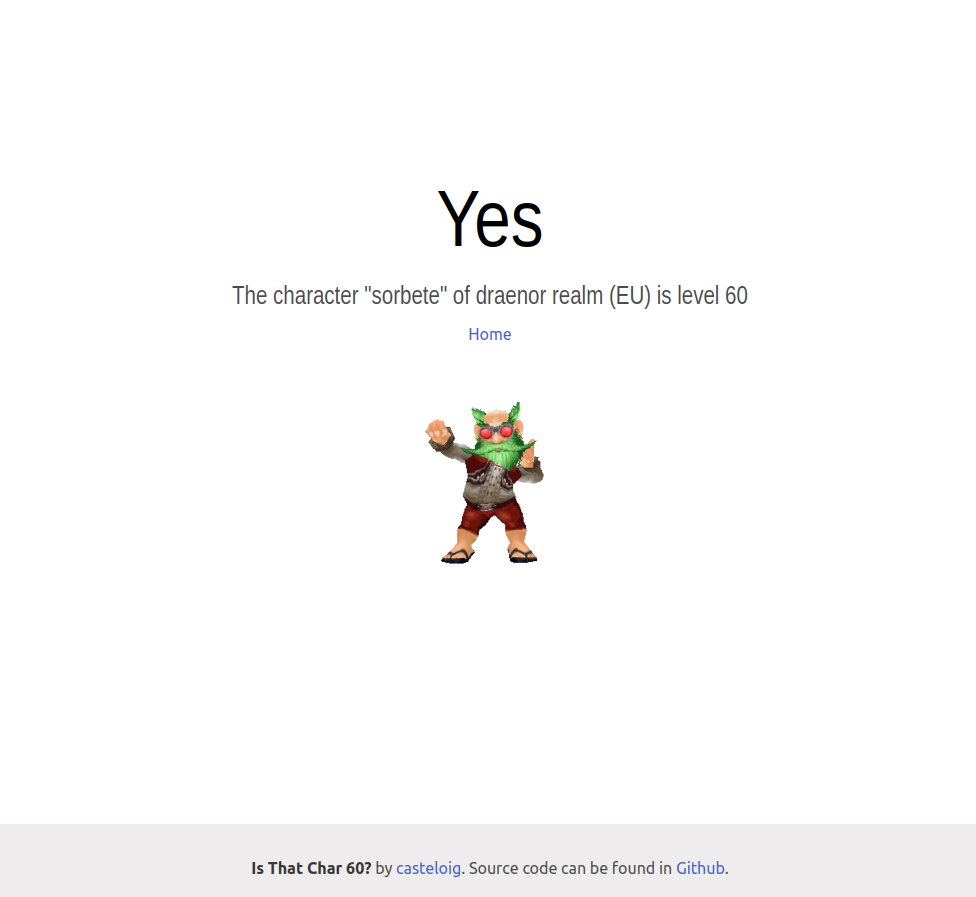 Yes
The character "sorbete" of draenor realm (EU) is level 60
Home
Is That Char 60? by casteloig. Source code can be found in Github.